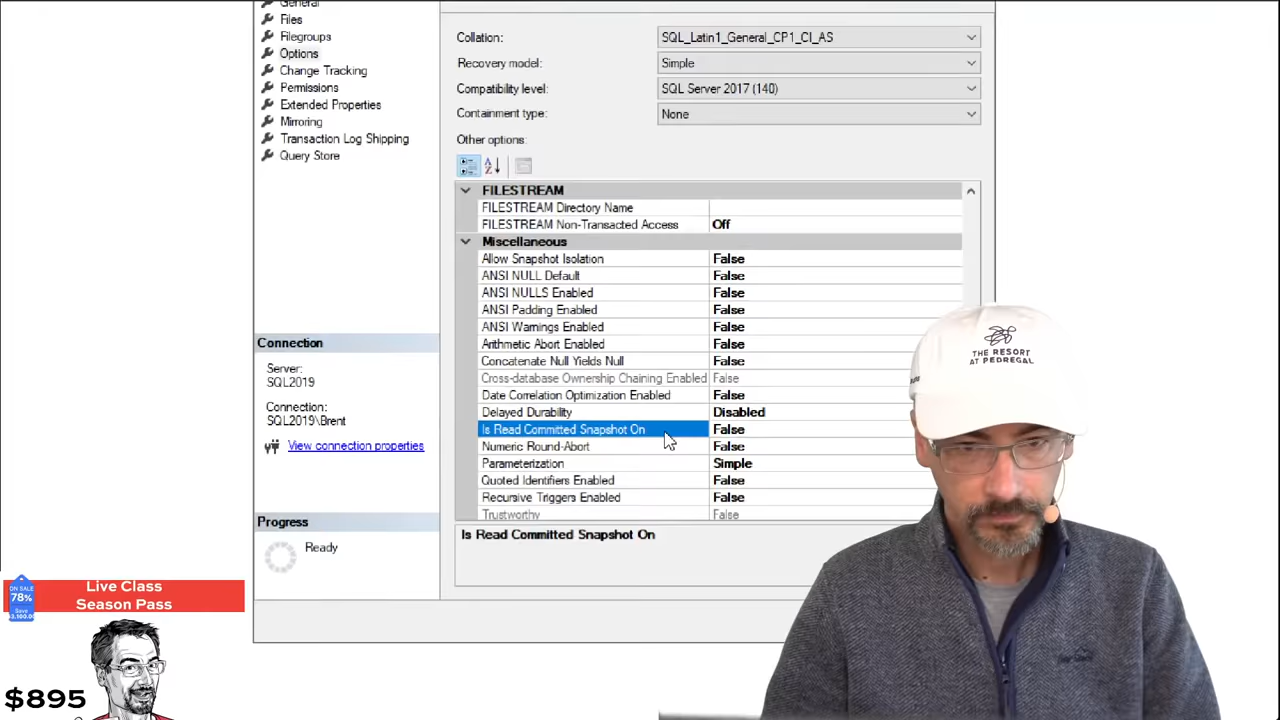 General
Files
Filegroups
Options
Change Tracking
Permissions
Extended Properties
Mirroring
Transaction Log Shipping
Query Store
Collation: SQL_Latin1_General_CP1_CI_AS
Recovery model: Simple
Compatibility level: SQL Server 2017 (140)
Containment type: None
Other options:
A
Z
FILESTREAM
FILESTREAM Directory Name
FILESTREAM Non-Transacted Access Off
Miscellaneous
Allow Snapshot Isolation False
ANSI NULL Default False
ANSI NULLS Enabled False
ANSI Padding Enabled False
ANSI Warnings Enabled False
Arithmetic Abort Enabled False
Concatenate Null Yields Null False
Cross-database Ownership Chaining Enabled False
Date Correlation Optimization Enabled False
Delayed Durability Disabled
Is Read Committed Snapshot On False
Numeric Round-Abort False
Parameterization Simple
Quoted Identifiers Enabled False
Recursive Triggers Enabled False
Trustworthy False
Is Read Committed Snapshot On
Connection
Server:
SQL2019
Connection:
SQL2019\Brent
View connection properties
Progress
Ready
ON SALE
78%
Save
Live Class
Season Pass
$895
THE RESORT
AT PEDREGAL